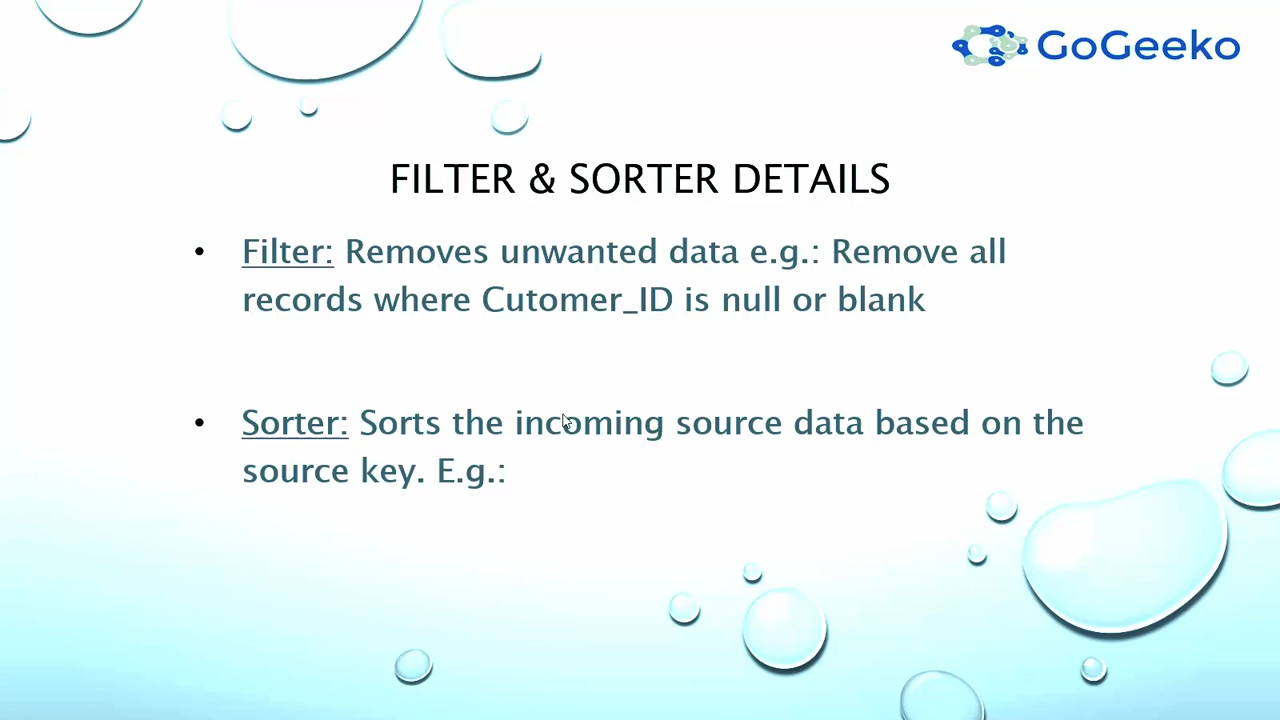 GoGeeko
FILTER & SORTER DETAILS
• Filter: Removes unwanted data e.g.: Remove all
records where Cutomer_ID is null or blank
• Sorter: Sorts the incoming source data based on the
source key. E.g.: